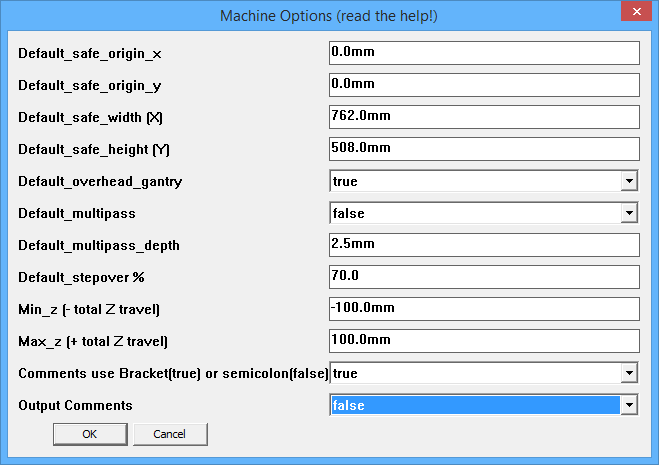 Machine Options (read the help!)
Default_safe_origin_x 0.0mm
Default_safe_origin_y 0.0mm
Default_safe_width (X) 762.0mm
Default_safe_height (Y) 508.0mm
Default_overhead_gantry true
Default_multipass false
Default_multipass_depth 2.5mm
Default_stepover % 70.0
Min_z (- total Z travel) -100.0mm
Max_z (+ total Z travel) 100.0mm
Comments use Bracket(true) or semicolon(false) true
Output Comments false
OK Cancel